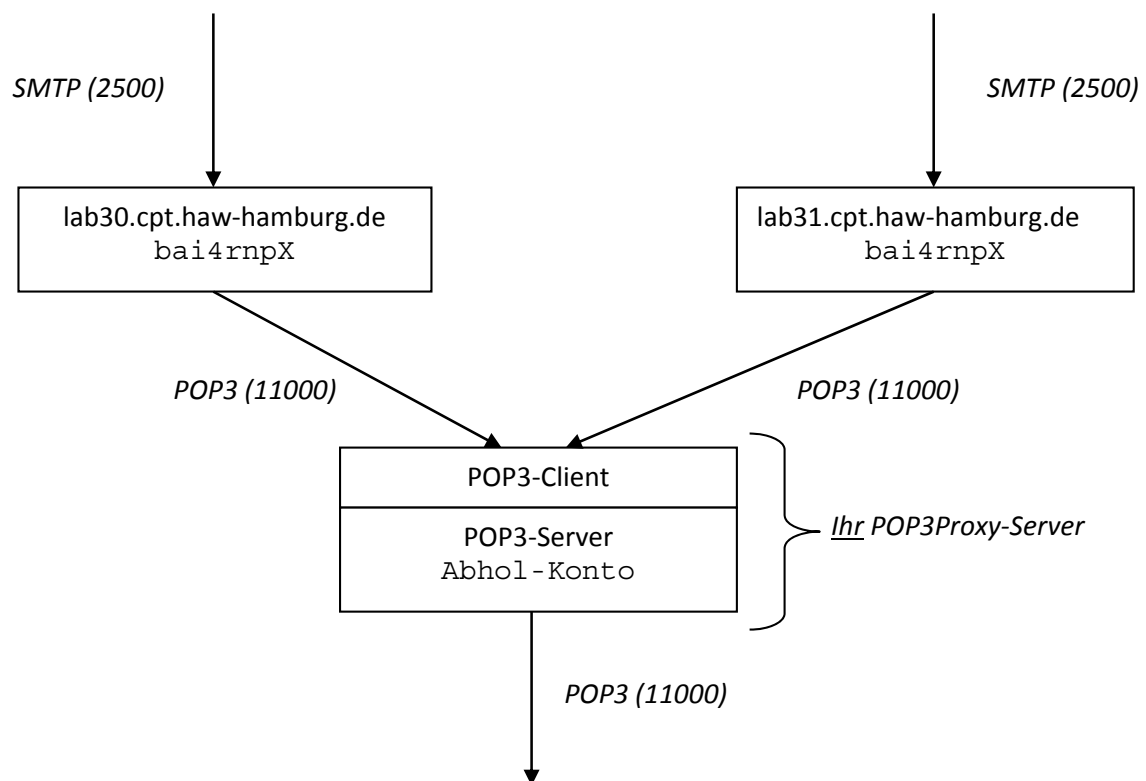 SMTP (2500)
SMTP (2500)
lab30.cpt.haw-hamburg.de
bai4rnpX
lab31.cpt.haw-hamburg.de
bai4rnpX
POP3 (11000)
POP3 (11000)
POP3-Client
POP3-Server
Abhol-Konto
Ihr POP3Proxy-Server
POP3 (11000)